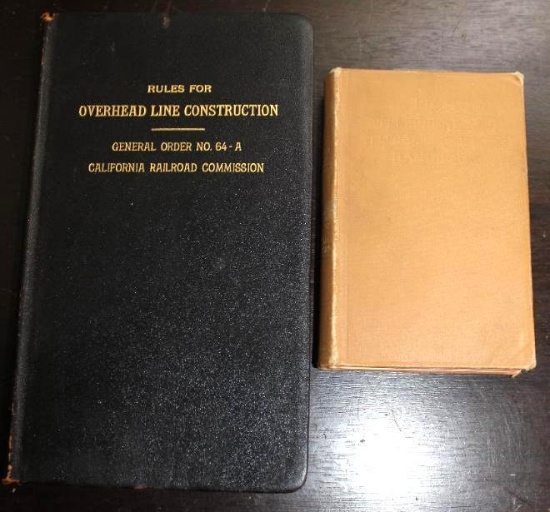 RULES FOR
OVERHEAD LINE CONSTRUCTION
GENERAL ORDER NO. 64-A
CALIFORNIA RAILROAD COMMISSION